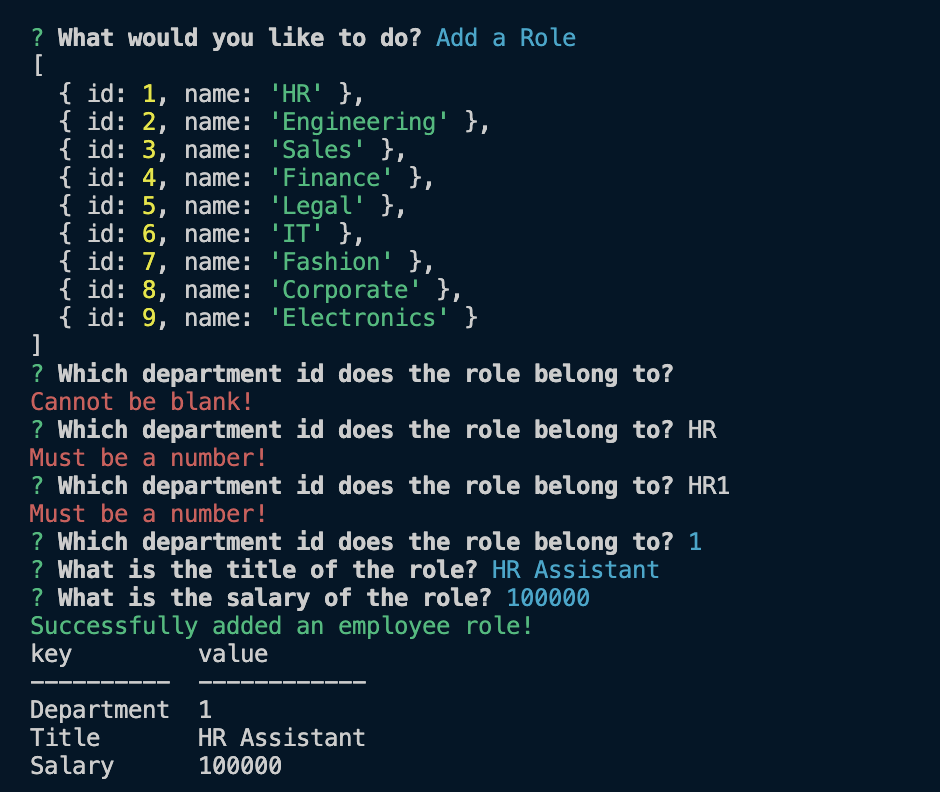 ? What would you like to do? Add a Role
[
  { id: 1, name: 'HR' },
  { id: 2, name: 'Engineering' },
  { id: 3, name: 'Sales' },
  { id: 4, name: 'Finance' },
  { id: 5, name: 'Legal' },
  { id: 6, name: 'IT' },
  { id: 7, name: 'Fashion' },
  { id: 8, name: 'Corporate' },
  { id: 9, name: 'Electronics' }
]
? Which department id does the role belong to?
Cannot be blank!
? Which department id does the role belong to? HR
Must be a number!
? Which department id does the role belong to? HR1
Must be a number!
? Which department id does the role belong to? 1
? What is the title of the role? HR Assistant
? What is the salary of the role? 100000
Successfully added an employee role!
key         value
----------  ------------
Department  1
Title       HR Assistant
Salary      100000